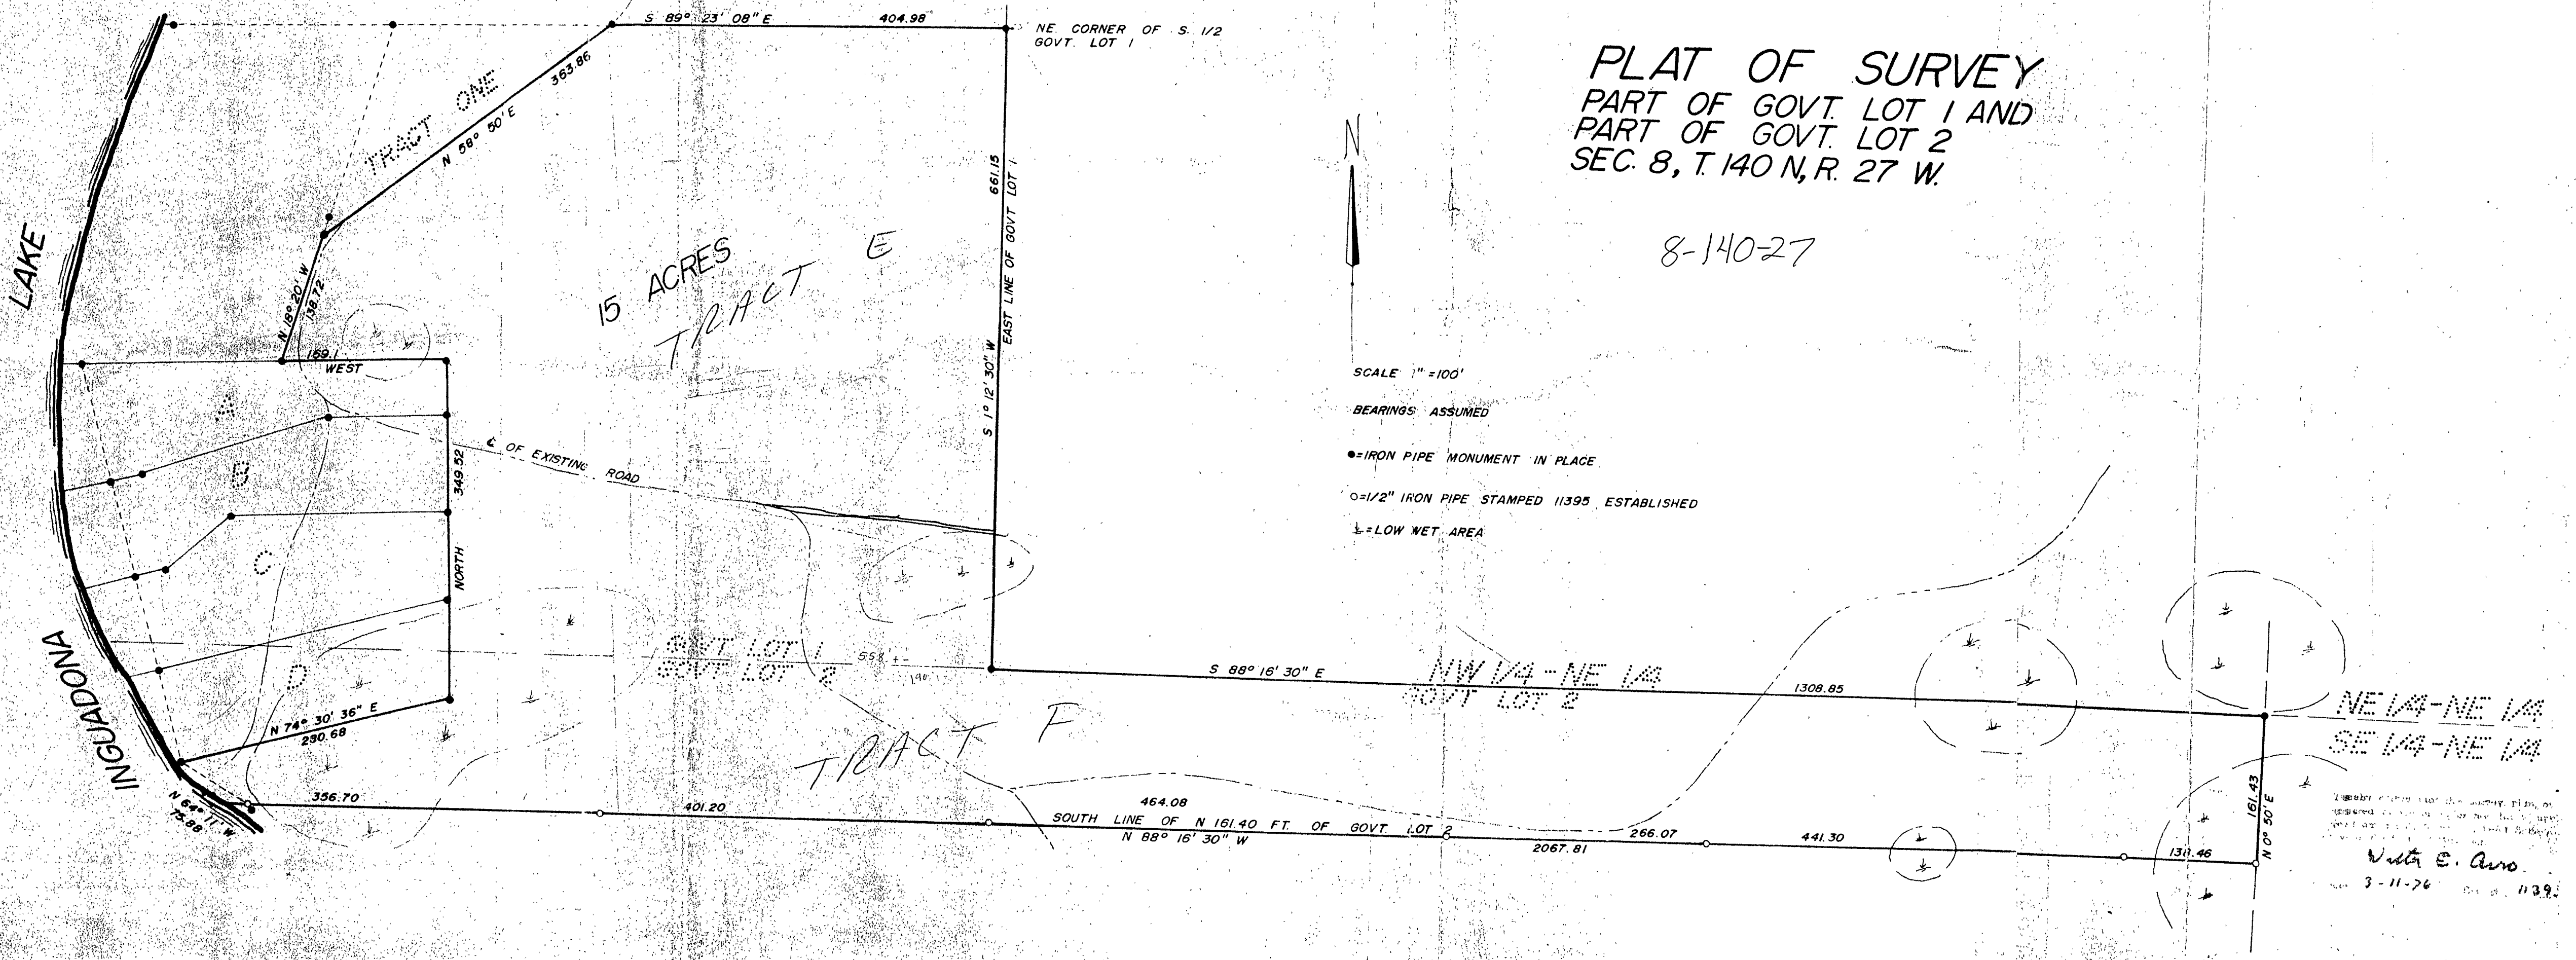 PLAT OF SURVEY
PART OF GOVT. LOT 1 AND
PART OF GOVT. LOT 2
SEC. 8, T. 140 N, R. 27 W.
8-140-27
N
S 89° 23' 08" E 404.98
NE. CORNER OF S. 1/2
GOVT. LOT 1
TRACT ONE
363.86
N 58° 50' E
LAKE
661.15
EAST LINE OF GOVT LOT 1
S 1° 12' 30" W
15 ACRES
TRACT E
N 18° 20' W
138.72
169.1
WEST
A
B
C
D
349.52
NORTH
℄ OF EXISTING ROAD
SCALE 1" =100'
BEARINGS ASSUMED
●=IRON PIPE MONUMENT IN PLACE
O=1/2" IRON PIPE STAMPED 11395 ESTABLISHED
=LOW WET AREA
INGUADONA
GOVT LOT 1
GOVT LOT 2
558 +-
190
S 88° 16' 30" E
NW 1/4 - NE 1/4
GOVT LOT 2
1308.85
NE 1/4 - NE 1/4
SE 1/4 - NE 1/4
N 74° 30' 36" E
230.68
TRACT F
N 64° 11' W
75.88
356.70
401.20
464.08
SOUTH LINE OF N 161.40 FT. OF GOVT. LOT 2
N 88° 16' 30" W
2067.81
266.07
441.30
138.46
161.43
N 0° 50' E
3-11-76